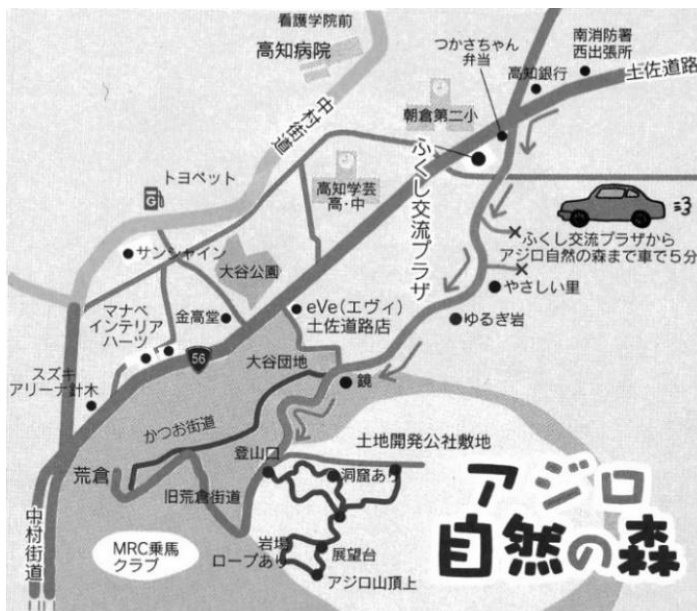 看護学院前
高知病院
中村街道
つかさちゃん
弁当
南消防署
西出張所
高知銀行
土佐道路
朝倉第二小
ふくし交流プラザ
トヨペット
G
高知学芸
高・中
サンシャイン
大谷公園
ふくし交流プラザから
アジロ自然の森まで車で5分
やさしい里
ゆるぎ岩
マナベ
インテリア
ハーツ
金高堂
eVe(エヴィ)
土佐道路店
56
大谷団地
スズキ
アリーナ針木
鏡
かつお街道
荒倉
旧荒倉街道
登山口
土地開発公社敷地
洞窟あり
岩場
ロープあり
展望台
アジロ山頂上
MRC乗馬
クラブ
中村街道
アジロ
自然の森